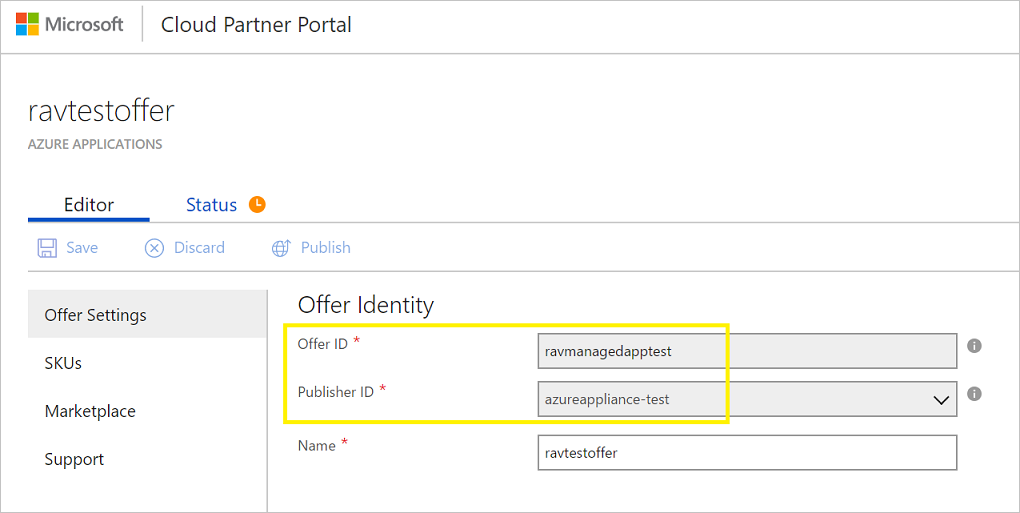 Microsoft Cloud Partner Portal
ravtestoffer
AZURE APPLICATIONS
Editor Status
Save Discard Publish
Offer Settings
SKUs
Marketplace
Support
Offer Identity
Offer ID * ravmanagedapptest
Publisher ID * azureappliance-test
Name * ravtestoffer